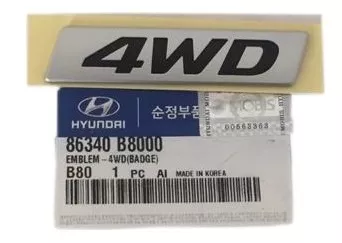 4WD
HYUNDAI
순정부품
00663363
86340 B8000
EMBLEM-4WD(BADGE)
B80 1 PC AI MADE IN KOREA